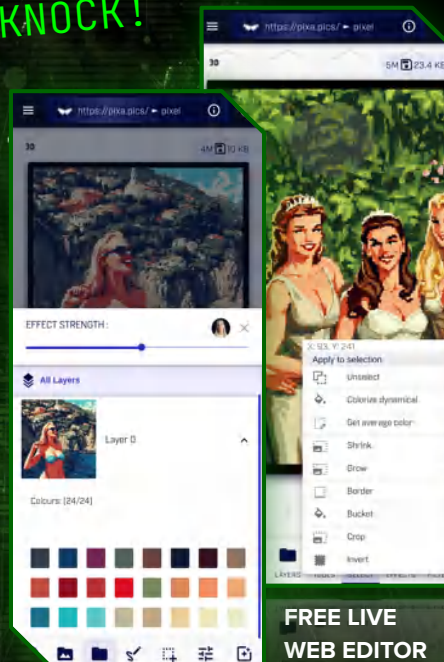 KNOCK!
https://pixa.pics/ ► pixel
30
5M 23.4 KB
https://pixa.pics/ ► pixel
30
4M 10 KB
EFFECT STRENGTH :
All Layers
Layer 0
Colours: [24/24]
Apply to selection:
Unselect
Colorize dynamical
Get average color
Shrink
Grow
Border
Bucket
Crop
Invert
LAYERS
SELECT
EFFECTS
FREE LIVE
WEB EDITOR